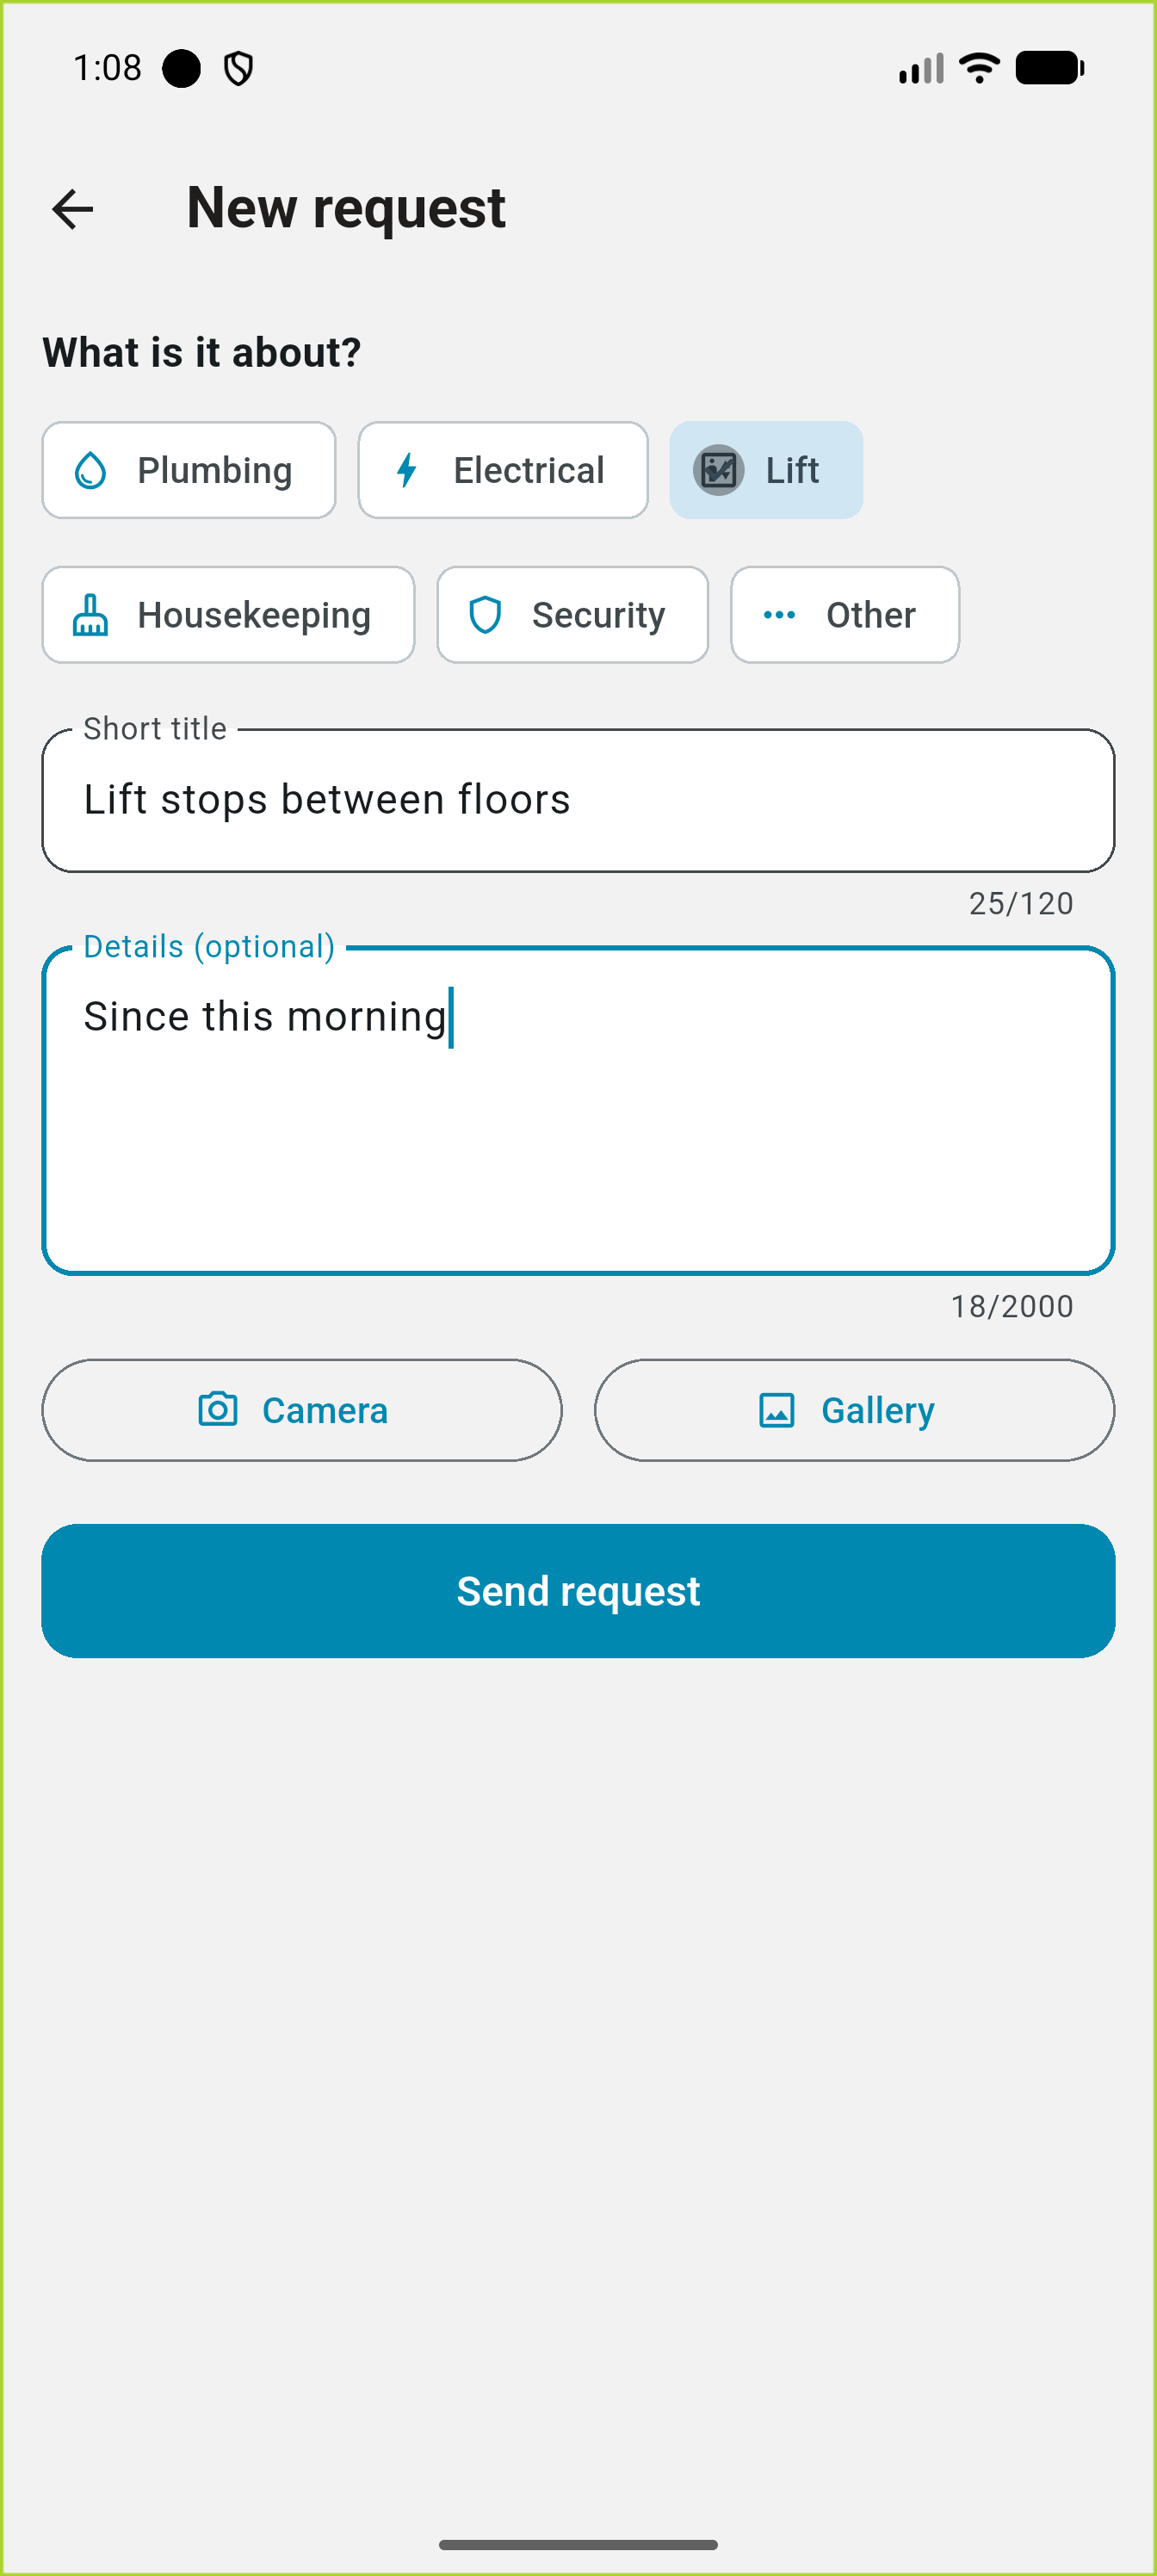 1:08
New request
What is it about?
Plumbing Electrical Lift
Housekeeping Security Other
Short title
Lift stops between floors
25/120
Details (optional)
Since this morning
18/2000
Camera Gallery
Send request